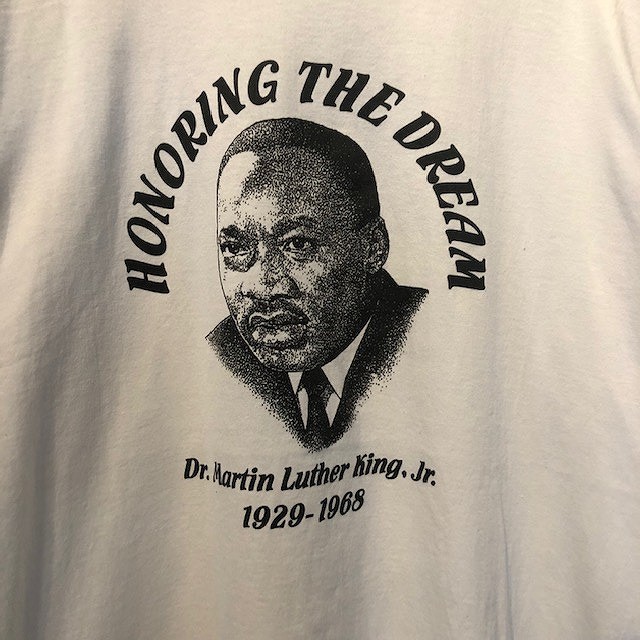 HONORING THE DREAM
Dr. Martin Luther King, Jr.
1929-1968